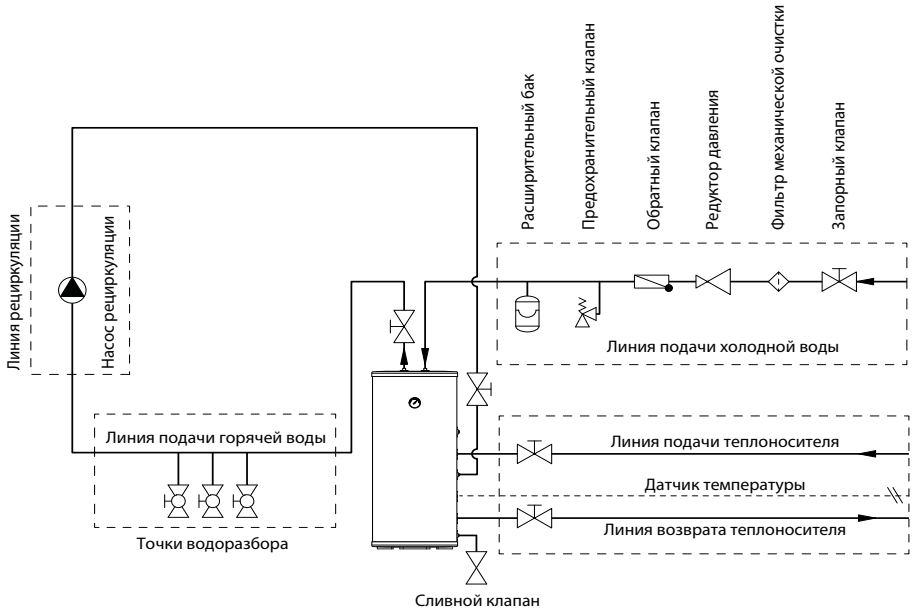 Расширительный бак
Предохранительный клапан
Обратный клапан
Редуктор давления
Фильтр механической очистки
Запорный клапан
Линия рециркуляции
Насос рециркуляции
Линия подачи холодной воды
Линия подачи горячей воды
Линия подачи теплоносителя
Датчик температуры
Линия возврата теплоносителя
Точки водоразбора
Сливной клапан